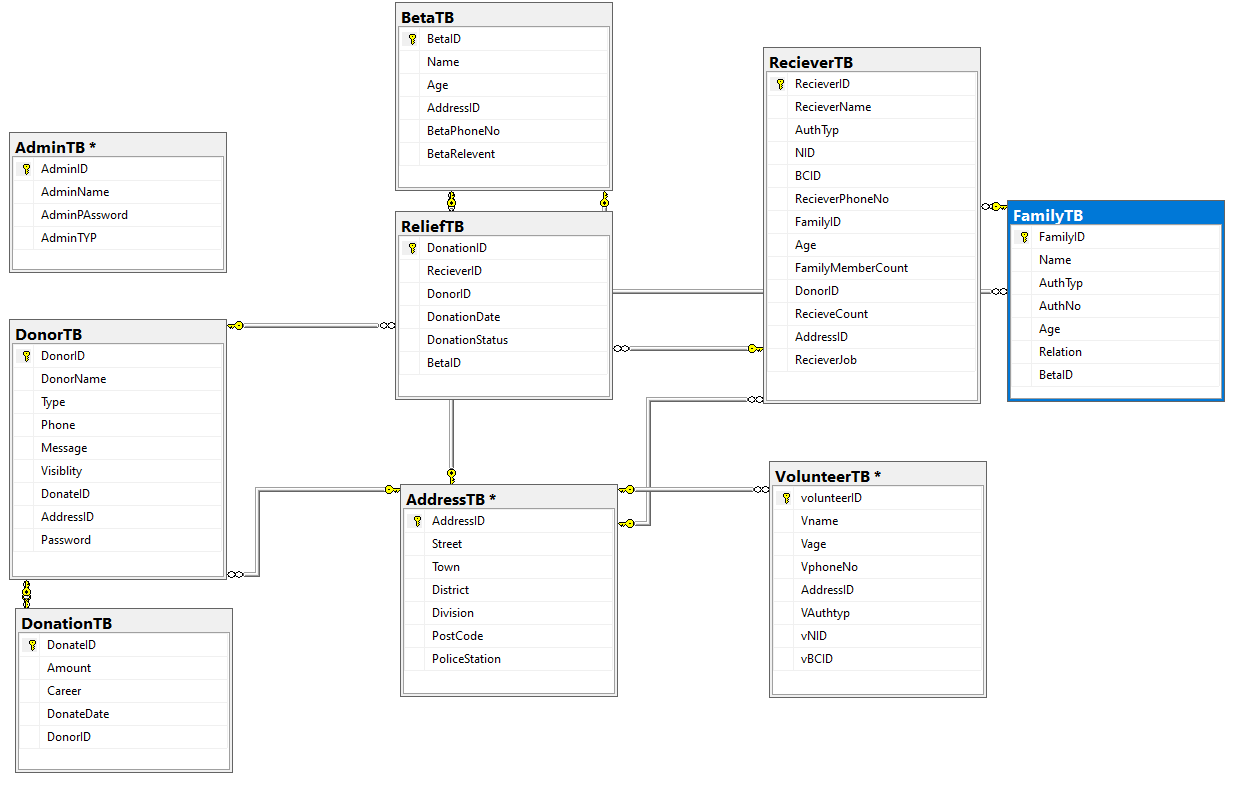 BetaTB
BetaID
Name
Age
AddressID
BetaPhoneNo
BetaRelevent
RecieverTB
RecieverID
RecieverName
AuthTyp
NID
BCID
RecieverPhoneNo
FamilyID
Age
FamilyMemberCount
DonorID
RecieveCount
AddressID
RecieverJob
AdminTB *
AdminID
AdminName
AdminPAssword
AdminTYP
FamilyTB
FamilyID
Name
AuthTyp
AuthNo
Age
Relation
BetaID
ReliefTB
DonationID
RecieverID
DonorID
DonationDate
DonationStatus
BetaID
DonorTB
DonorID
DonorName
Type
Phone
Message
Visiblity
DonateID
AddressID
Password
AddressTB *
AddressID
Street
Town
District
Division
PostCode
PoliceStation
VolunteerTB *
volunteerID
Vname
Vage
VphoneNo
AddressID
VAuthtyp
vNID
vBCID
DonationTB
DonateID
Amount
Career
DonateDate
DonorID